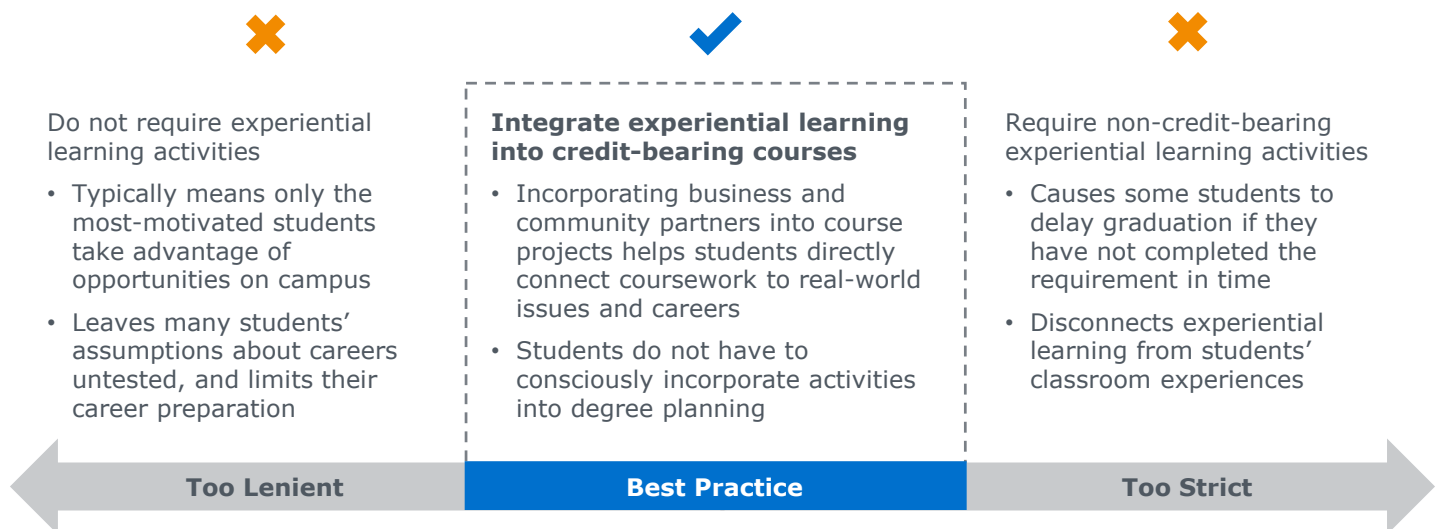 Do not require experiential
learning activities
• Typically means only the
most-motivated students
take advantage of
opportunities on campus
• Leaves many students’
assumptions about careers
untested, and limits their
career preparation
Integrate experiential learning
into credit-bearing courses
• Incorporating business and
community partners into course
projects helps students directly
connect coursework to real-world
issues and careers
• Students do not have to
consciously incorporate activities
into degree planning
Require non-credit-bearing
experiential learning activities
• Causes some students to
delay graduation if they
have not completed the
requirement in time
• Disconnects experiential
learning from students’
classroom experiences
Too Lenient
Best Practice
Too Strict